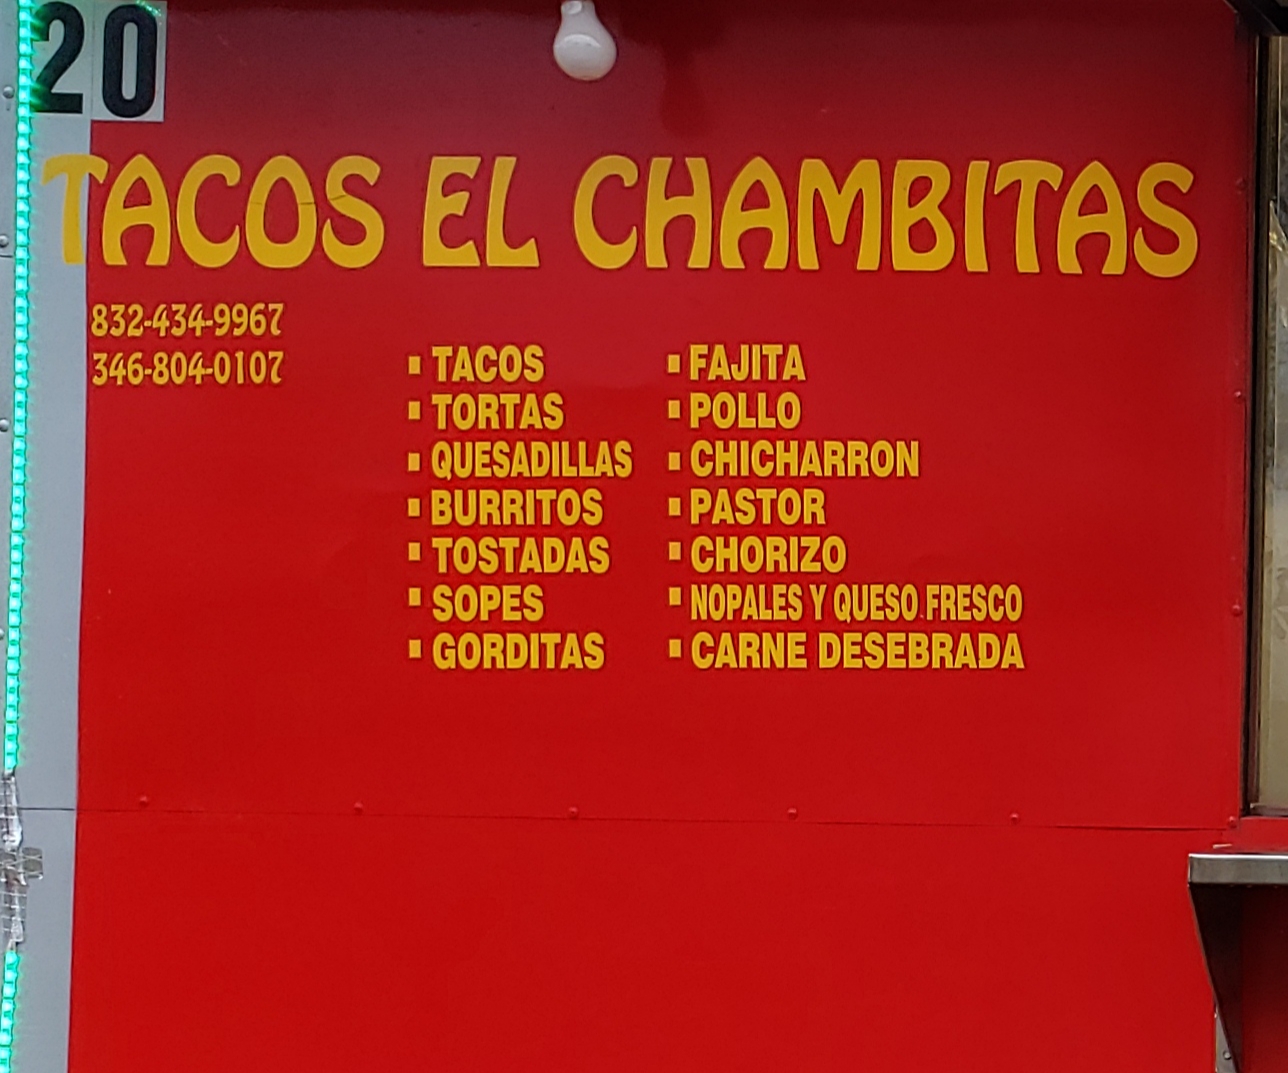 20
TACOS EL CHAMBITAS
832-434-9967
346-804-0107
▪ TACOS
▪ TORTAS
▪ QUESADILLAS
▪ BURRITOS
▪ TOSTADAS
▪ SOPES
▪ GORDITAS
▪ FAJITA
▪ POLLO
▪ CHICHARRON
▪ PASTOR
▪ CHORIZO
▪ NOPALES Y QUESO FRESCO
▪ CARNE DESEBRADA